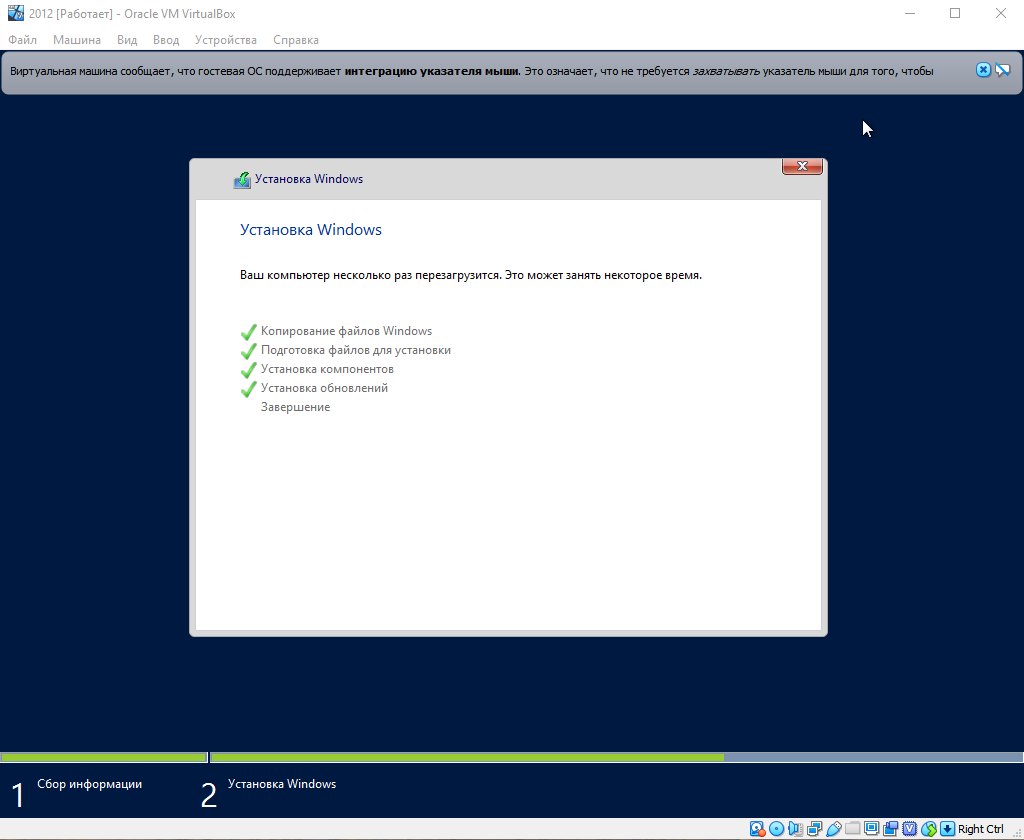 2012 [Работает] - Oracle VM VirtualBox
Файл Машина Вид Ввод Устройства Справка
Виртуальная машина сообщает, что гостевая ОС поддерживает интеграцию указателя мыши. Это означает, что не требуется захватывать указатель мыши для того, чтобы
Установка Windows
Установка Windows
Ваш компьютер несколько раз перезагрузится. Это может занять некоторое время.
Копирование файлов Windows
Подготовка файлов для установки
Установка компонентов
Установка обновлений
Завершение
1 Сбор информации 2 Установка Windows
Right Ctrl